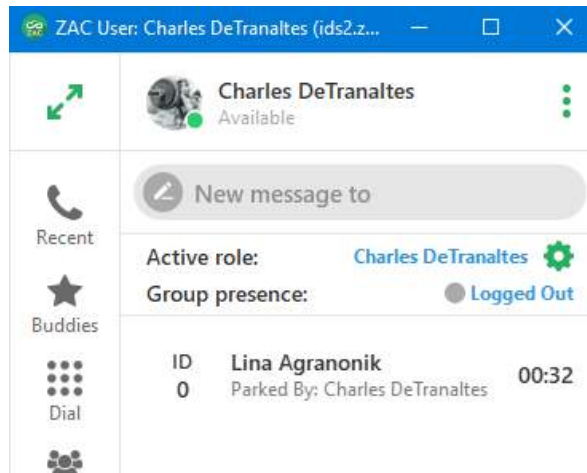 ZAC User: Charles DeTranaltes (ids2.z...
Charles DeTranaltes
Available
New message to
Recent
Active role: Charles DeTranaltes
Group presence: Logged Out
Buddies
ID Lina Agranonik 00:32
0 Parked By: Charles DeTranaltes
Dial